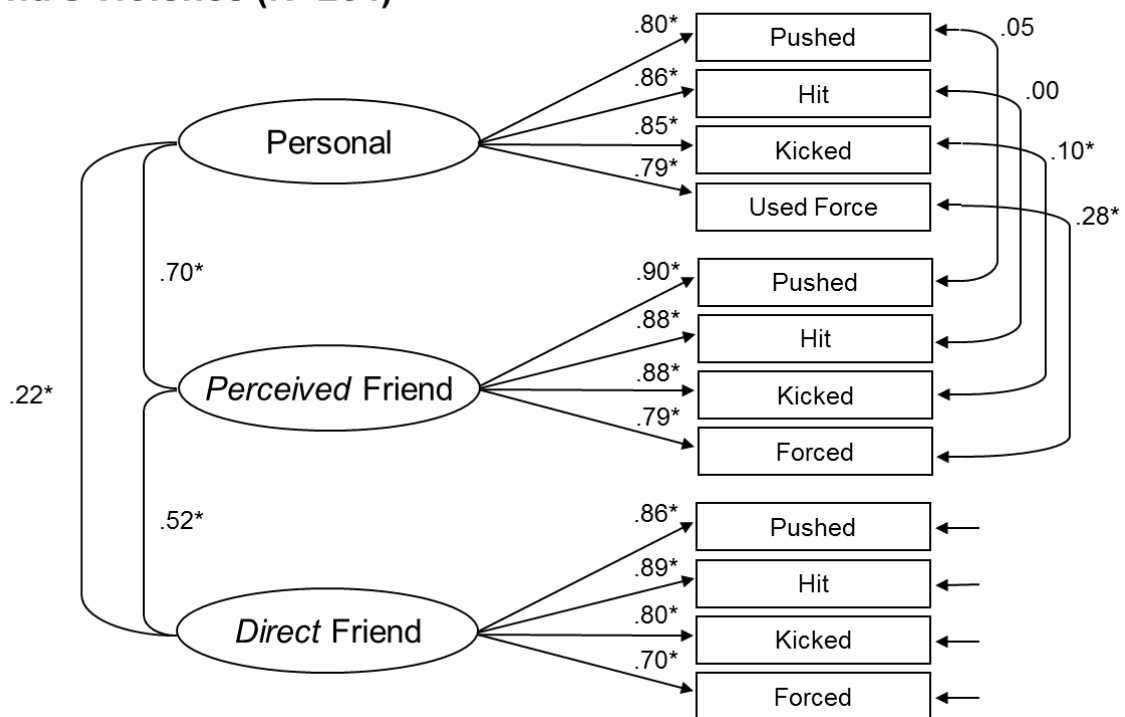 .80*
Pushed
.05
.86*
Hit
.00
Personal
.85*
Kicked
.10*
.79*
Used Force
.28*
.70*
.90*
Pushed
.88*
Hit
.22*
Perceived Friend
.88*
Kicked
.79*
Forced
.52*
.86*
Pushed
.89*
Hit
Direct Friend
.80*
Kicked
.70*
Forced